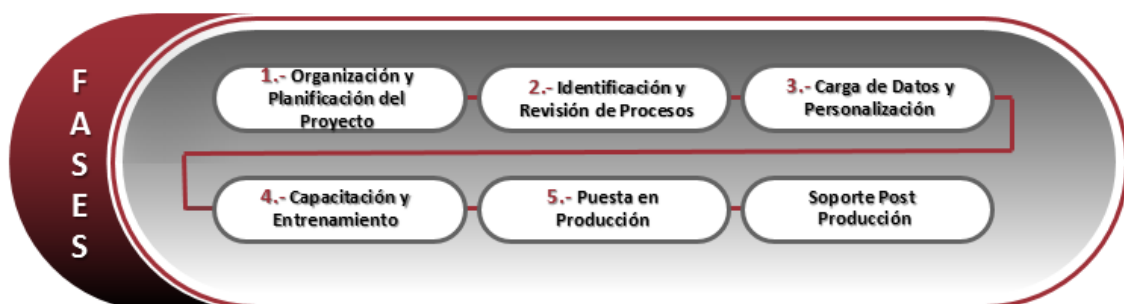 FASES
1.- Organización y
Planificación del
Proyecto
2.- Identificación y
Revisión de Procesos
3.- Carga de Datos y
Personalización
4.- Capacitación y
Entrenamiento
5.- Puesta en
Producción
Soporte Post
Producción